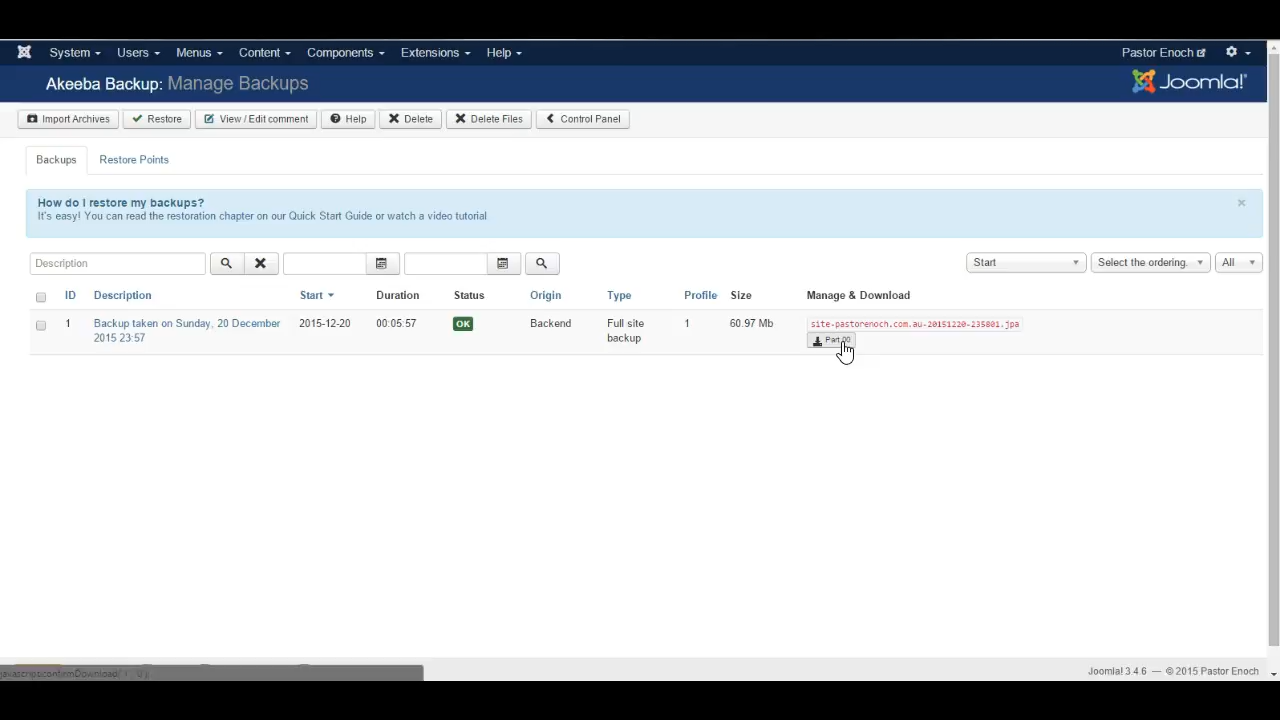 System Users Menus Content Components Extensions Help Pastor Enoch
Akeeba Backup: Manage Backups Joomla!
Import Archives Restore View / Edit comment Help Delete Delete Files Control Panel
Backups Restore Points
How do I restore my backups? ×
It's easy! You can read the restoration chapter on our Quick Start Guide or watch a video tutorial
Description Start Select the ordering. All
ID Description Start Duration Status Origin Type Profile Size Manage & Download
1 Backup taken on Sunday, 20 December 2015-12-20 00:05:57 OK Backend Full site 1 60.97 Mb site-pastorenoch.com.au-20151220-235801.jpa
2015 23:57 backup Part 00
Joomla! 3.4.6 — © 2015 Pastor Enoch